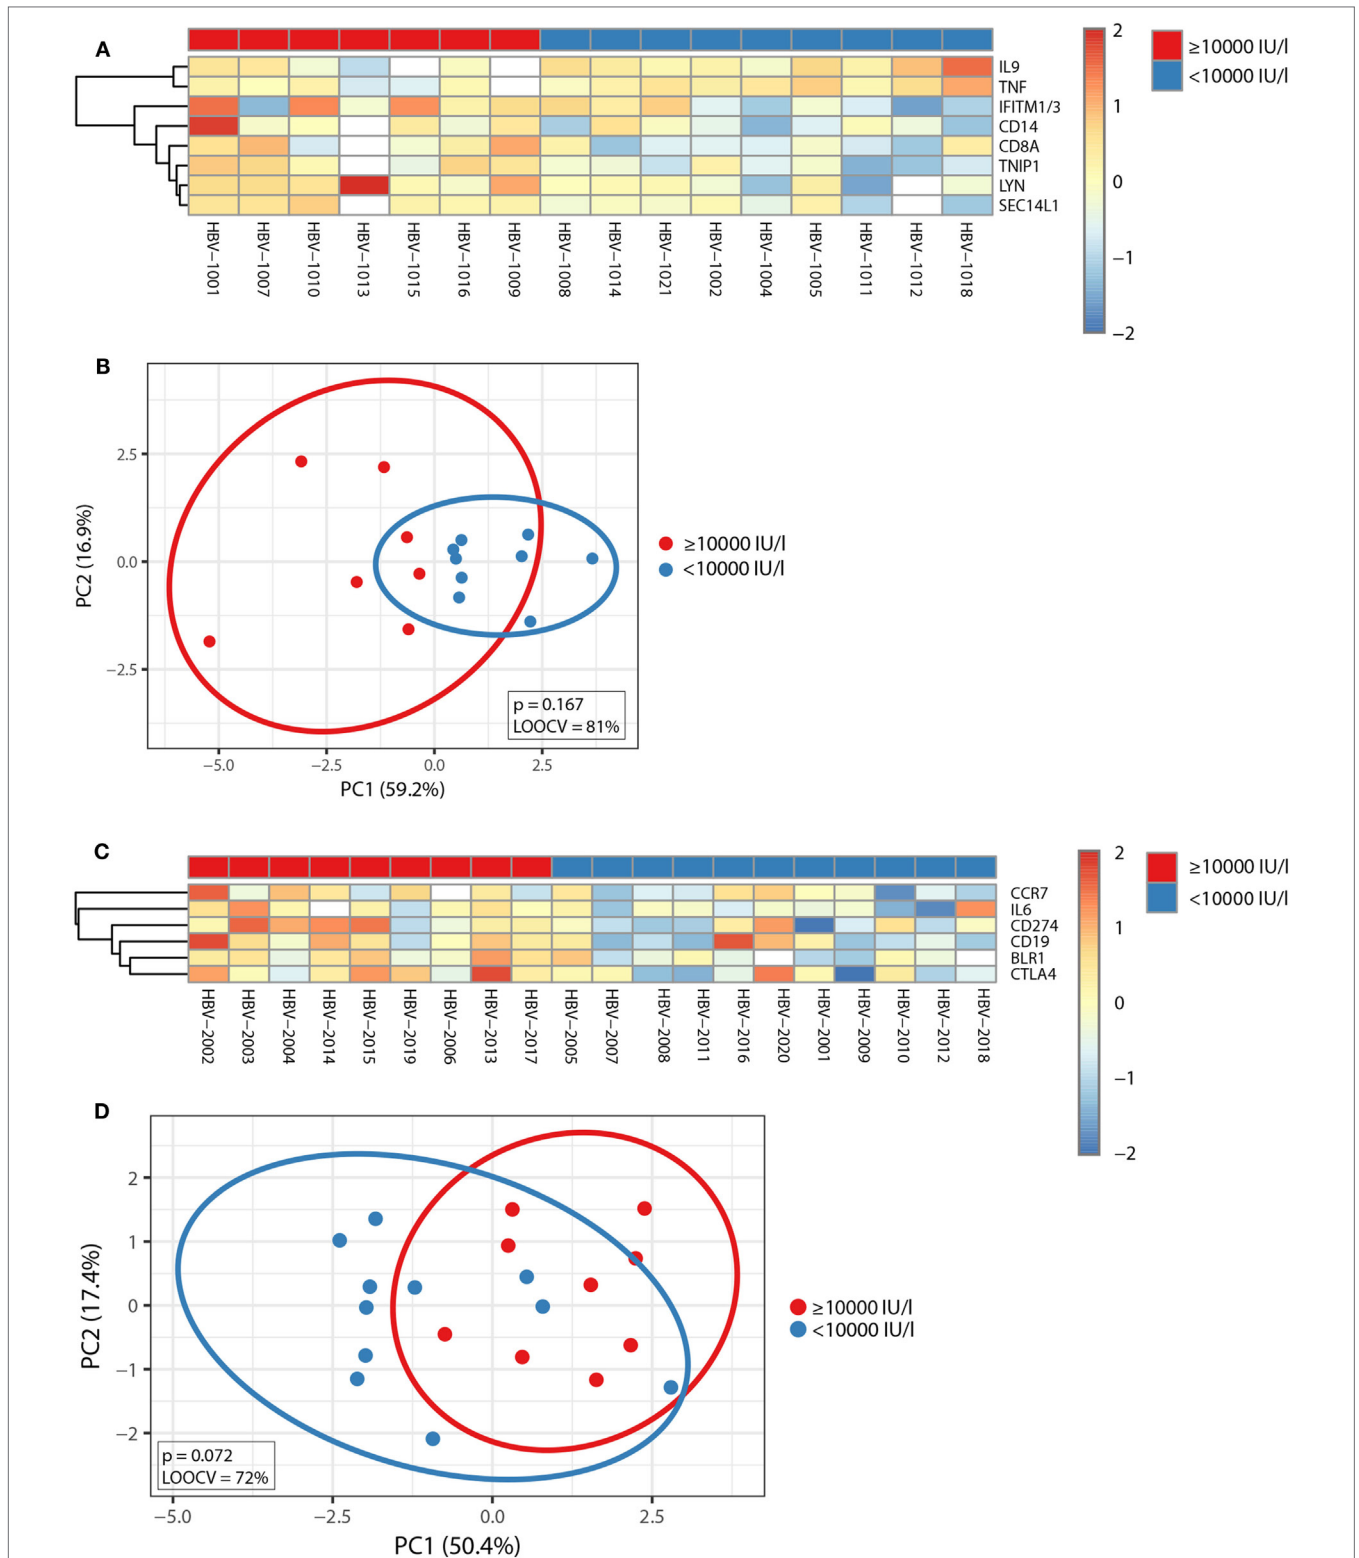 A
2
1
0
−1
−2
≥10000 IU/l
<10000 IU/l
IL9
TNF
IFITM1/3
CD14
CD8A
TNIP1
LYN
SEC14L1
HBV−1001
HBV−1007
HBV−1010
HBV−1013
HBV−1015
HBV−1016
HBV−1009
HBV−1008
HBV−1014
HBV−1021
HBV−1002
HBV−1004
HBV−1005
HBV−1011
HBV−1012
HBV−1018
B
PC2 (16.9%)
2.5
0.0
−2.5
≥10000 IU/l
<10000 IU/l
p = 0.167
LOOCV = 81%
−5.0
−2.5
0.0
2.5
PC1 (59.2%)
C
2
1
0
−1
−2
≥10000 IU/l
<10000 IU/l
CCR7
IL6
CD274
CD19
BLR1
CTLA4
HBV−2002
HBV−2003
HBV−2004
HBV−2014
HBV−2015
HBV−2019
HBV−2006
HBV−2013
HBV−2017
HBV−2005
HBV−2007
HBV−2008
HBV−2011
HBV−2016
HBV−2020
HBV−2001
HBV−2009
HBV−2010
HBV−2012
HBV−2018
D
PC2 (17.4%)
2
1
0
−1
−2
≥10000 IU/l
<10000 IU/l
p = 0.072
LOOCV = 72%
−5.0
−2.5
0.0
2.5
PC1 (50.4%)